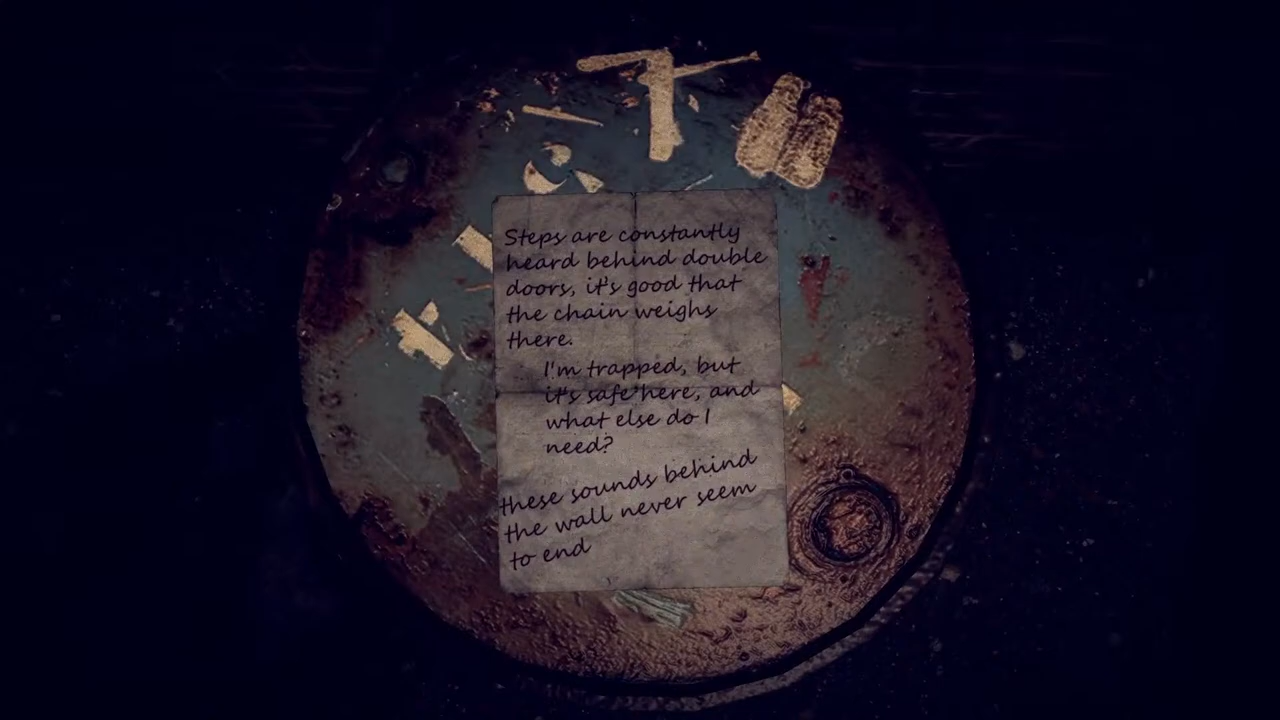 Steps are constantly
heard behind double
doors, it's good that
the chain weighs
there.
I'm trapped, but
it's safe here, and
what else do I
need?
these sounds behind
the wall never seem
to end